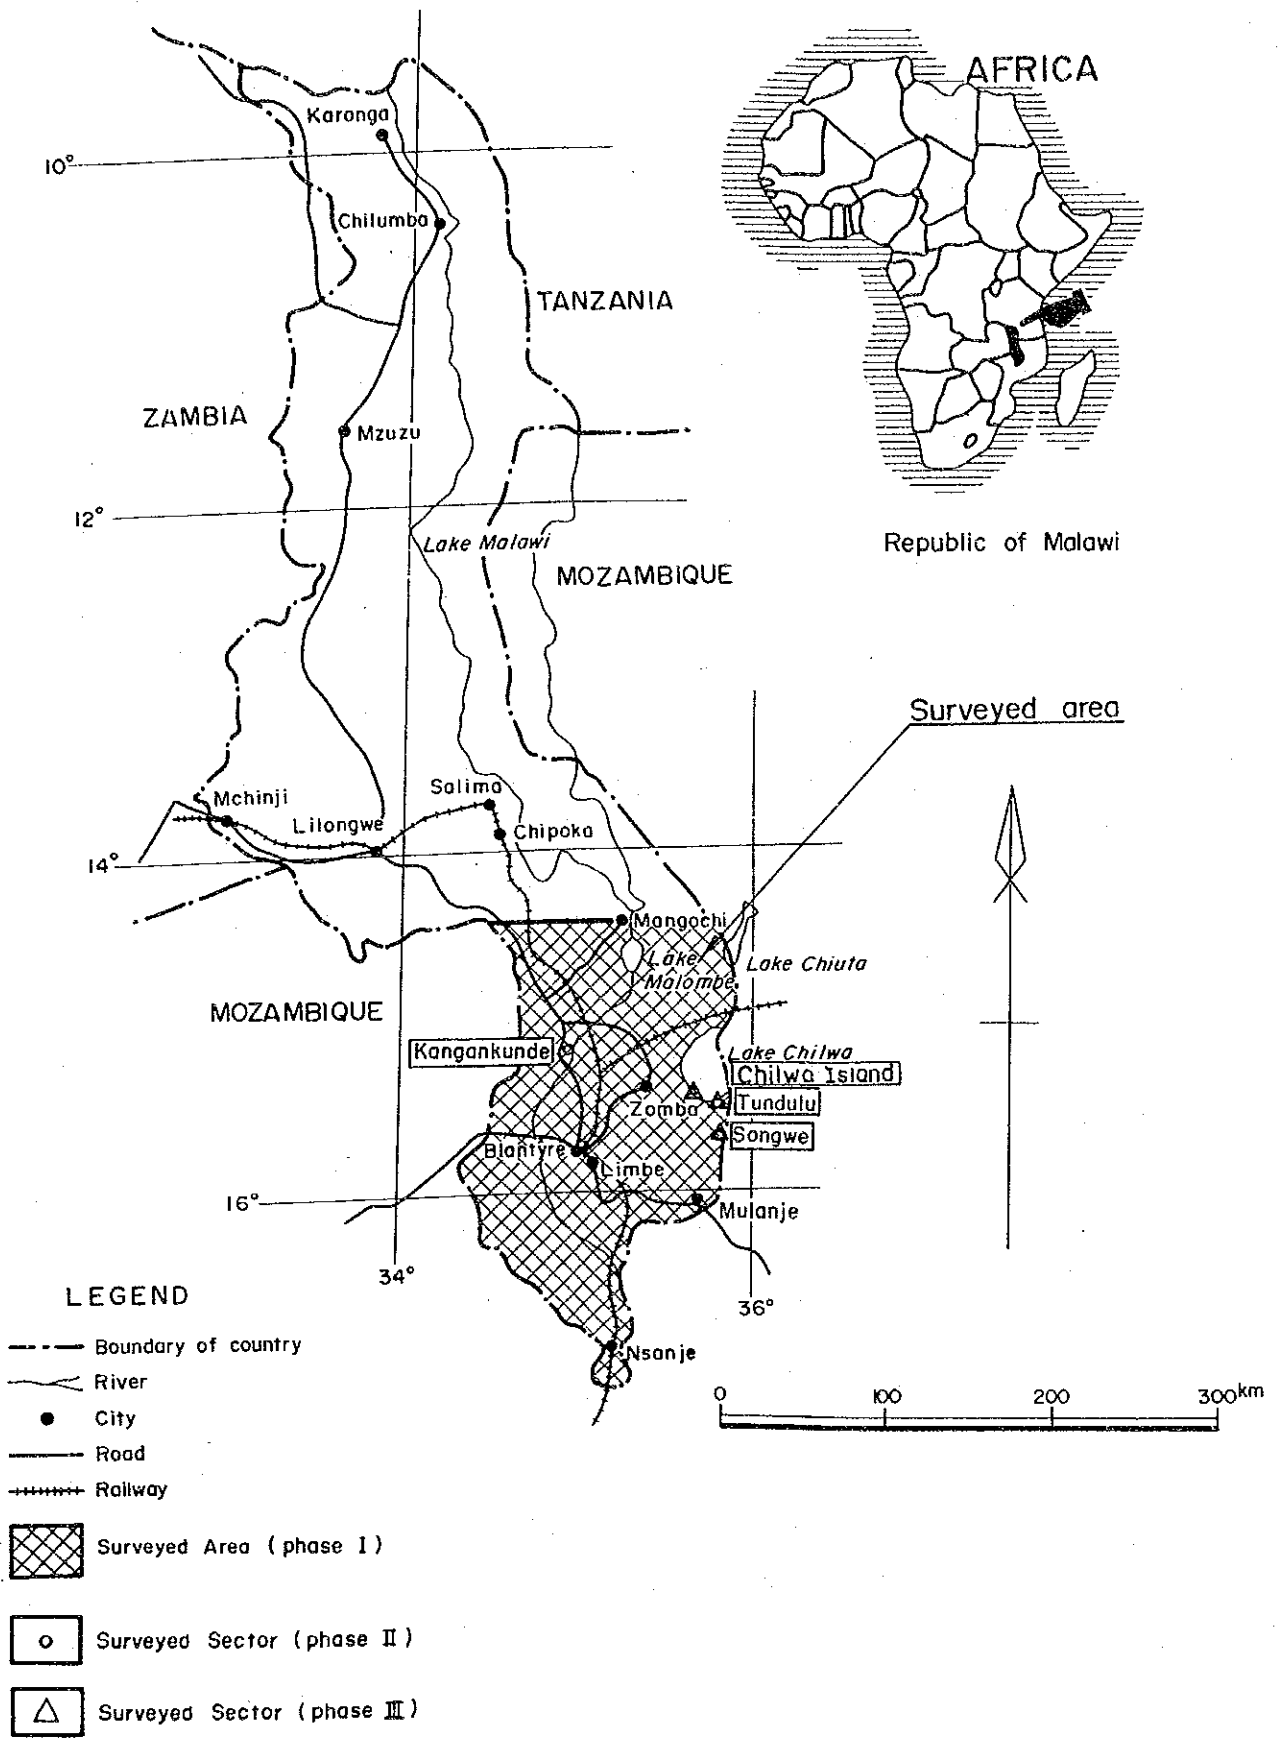 AFRICA
Karonga
10°
Chilumba
TANZANIA
ZAMBIA
Mzuzu
12°
Lake Malawi
Republic of Malawi
MOZAMBIQUE
Surveyed area
Salima
Mchinji
Lilongwe
Chipoka
14°
Mangochi
Lake
Malombe
Lake Chiuta
MOZAMBIQUE
Kangankunde
Lake Chilwa
Chilwa Island
Zomba
Tundulu
Songwe
Blantyre
Limbe
16°
Mulanje
34°
36°
LEGEND
Boundary of country
Nsanje
River
0 100 200 300km
City
Road
Railway
Surveyed Area (phase I)
Surveyed Sector (phase II)
Surveyed Sector (phase III)